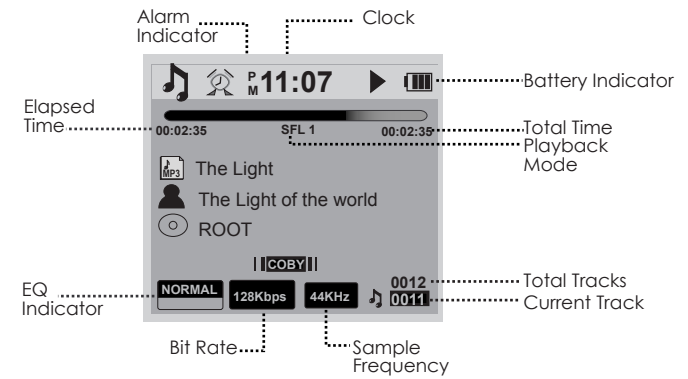 Alarm
Indicator
Clock
PM 11:07
Battery Indicator
Elapsed
Time
00:02:35
SFL 1
00:02:35
Total Time
Playback
Mode
MP3
The Light
The Light of the world
ROOT
COBY
EQ
Indicator
NORMAL
128Kbps
44KHz
0012
0011
Total Tracks
Current Track
Bit Rate
Sample
Frequency